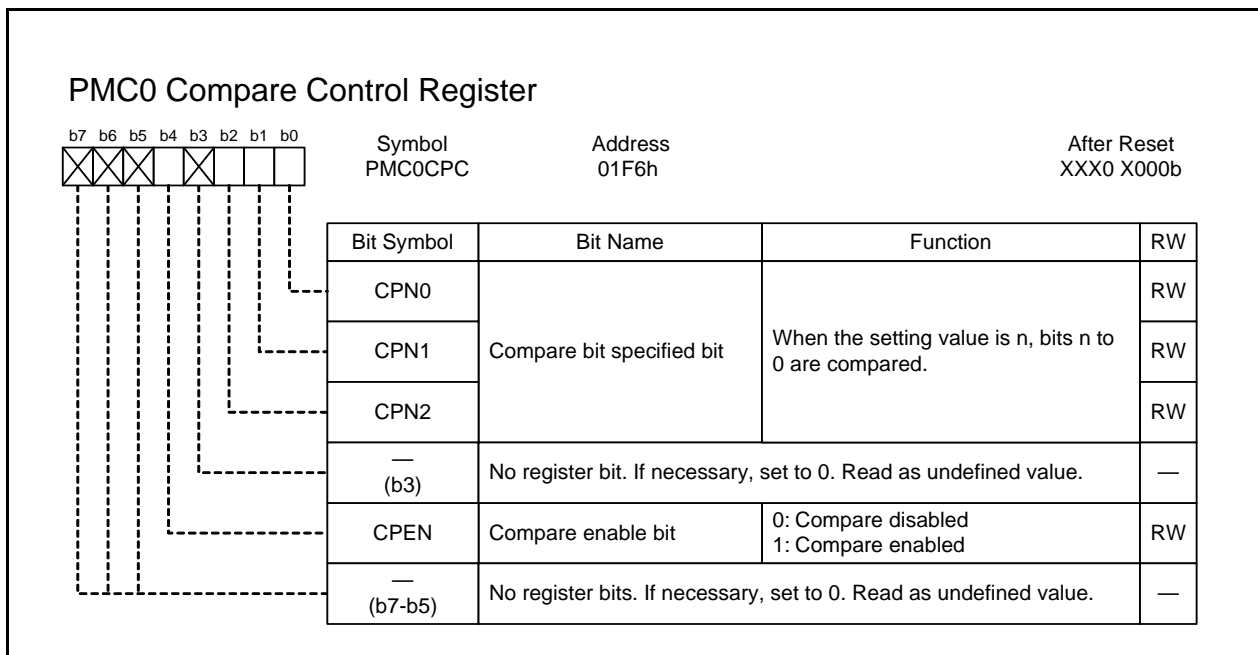 PMC0 Compare Control Register
b7 b6 b5 b4 b3 b2 b1 b0
Symbol Address After Reset
PMC0CPC 01F6h XXX0 X000b
Bit Symbol Bit Name Function RW
CPN0 RW
CPN1 Compare bit specified bit When the setting value is n, bits n to
0 are compared. RW
CPN2 RW
—
(b3) No register bit. If necessary, set to 0. Read as undefined value. —
CPEN Compare enable bit 0: Compare disabled
1: Compare enabled RW
—
(b7-b5) No register bits. If necessary, set to 0. Read as undefined value. —